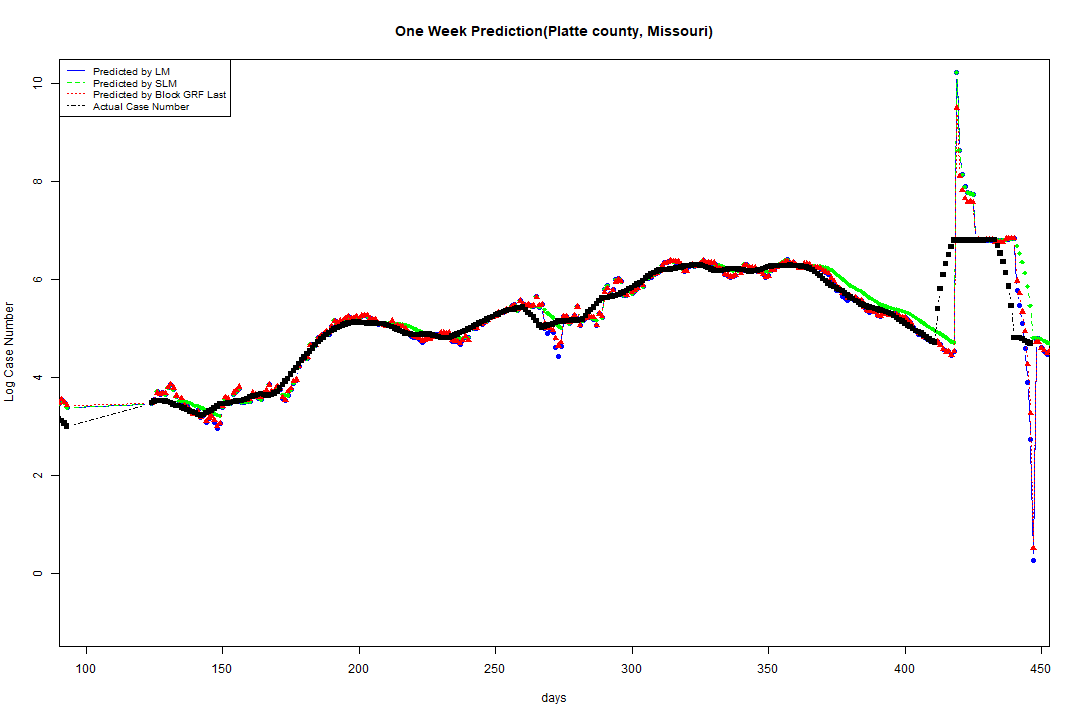 One Week Prediction(Platte county, Missouri)
Predicted by LM
Predicted by SLM
Predicted by Block GRF Last
Actual Case Number
Log Case Number
10
8
6
4
2
0
100 150 200 250 300 350 400 450
days